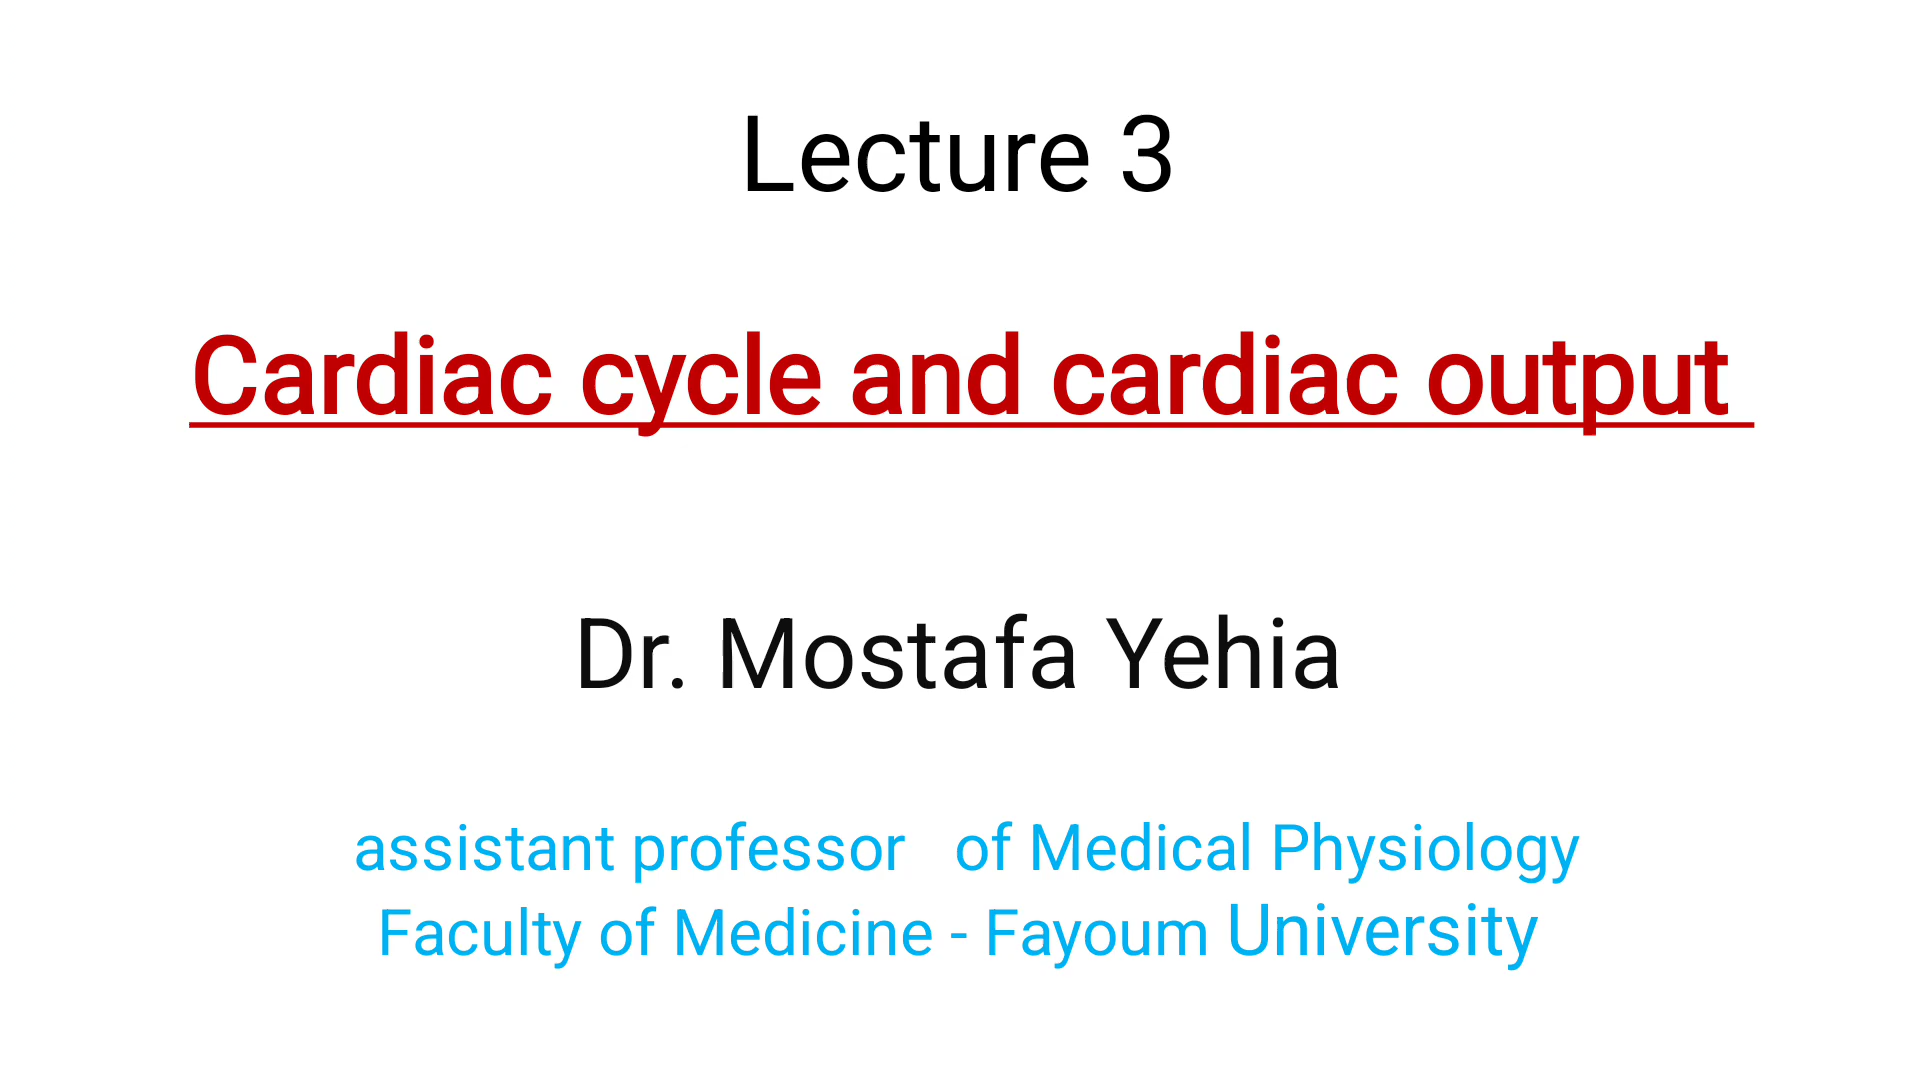 Lecture 3
Cardiac cycle and cardiac output
Dr. Mostafa Yehia
assistant professor of Medical Physiology
Faculty of Medicine - Fayoum University